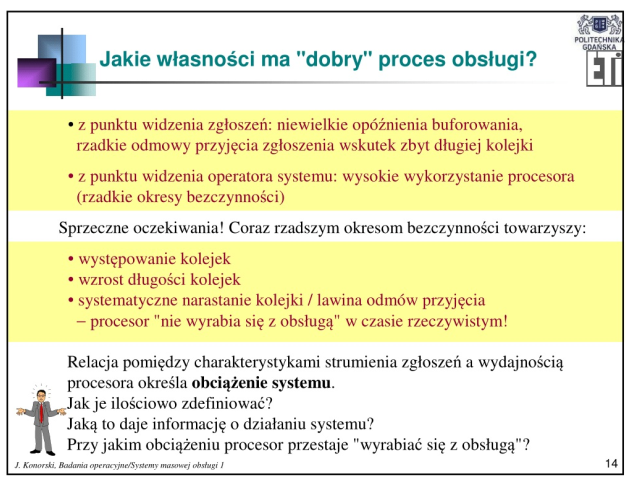 POLITECHNIKA
GDAŃSKA
ETI
Jakie własności ma "dobry" proces obsługi?
• z punktu widzenia zgłoszeń: niewielkie opóźnienia buforowania,
rzadkie odmowy przyjęcia zgłoszenia wskutek zbyt długiej kolejki
• z punktu widzenia operatora systemu: wysokie wykorzystanie procesora
(rzadkie okresy bezczynności)
Sprzeczne oczekiwania! Coraz rzadszym okresom bezczynności towarzyszy:
• występowanie kolejek
• wzrost długości kolejek
• systematyczne narastanie kolejki / lawina odmów przyjęcia
– procesor "nie wyrabia się z obsługą" w czasie rzeczywistym!
Relacja pomiędzy charakterystykami strumienia zgłoszeń a wydajnością
procesora określa obciążenie systemu.
Jak je ilościowo zdefiniować?
Jaką to daje informację o działaniu systemu?
Przy jakim obciążeniu procesor przestaje "wyrabiać się z obsługą"?
J. Konorski, Badania operacyjne/Systemy masowej obsługi 1
14